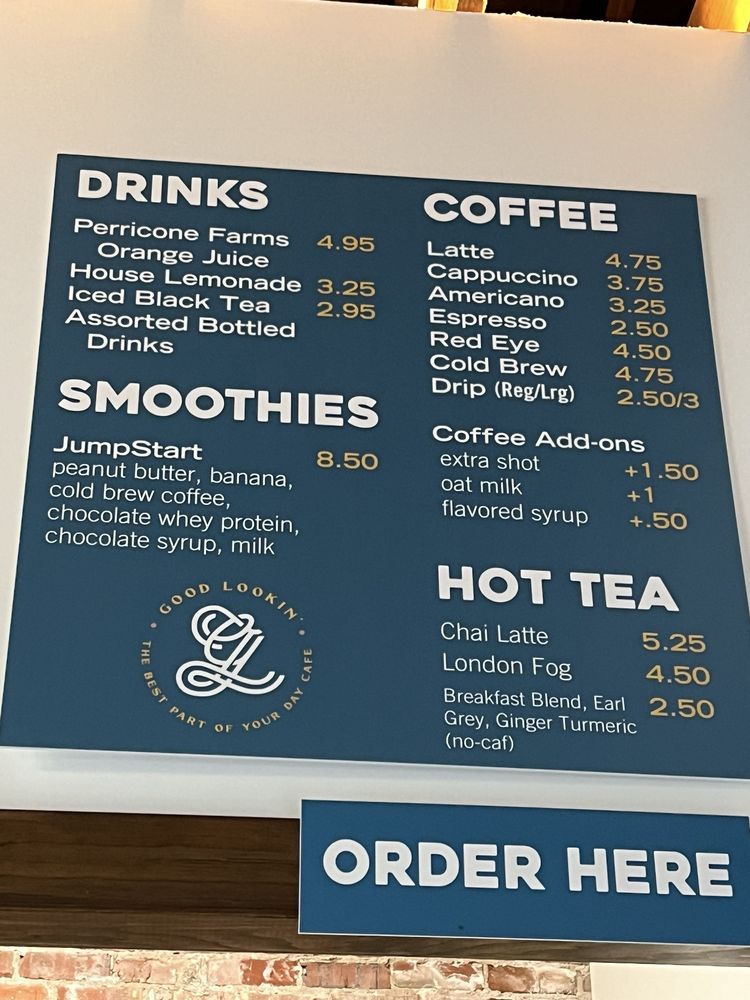 DRINKS
Perricone Farms 4.95
Orange Juice
House Lemonade 3.25
Iced Black Tea 2.95
Assorted Bottled
Drinks
SMOOTHIES
JumpStart 8.50
peanut butter, banana,
cold brew coffee,
chocolate whey protein,
chocolate syrup, milk
GOOD LOOKIN'
GL
THE BEST PART OF YOUR DAY CAFE
COFFEE
Latte 4.75
Cappuccino 3.75
Americano 3.25
Espresso 2.50
Red Eye 4.50
Cold Brew 4.75
Drip (Reg/Lrg) 2.50/3
Coffee Add-ons
extra shot +1.50
oat milk +1
flavored syrup +.50
HOT TEA
Chai Latte 5.25
London Fog 4.50
Breakfast Blend, Earl 2.50
Grey, Ginger Turmeric
(no-caf)
ORDER HERE